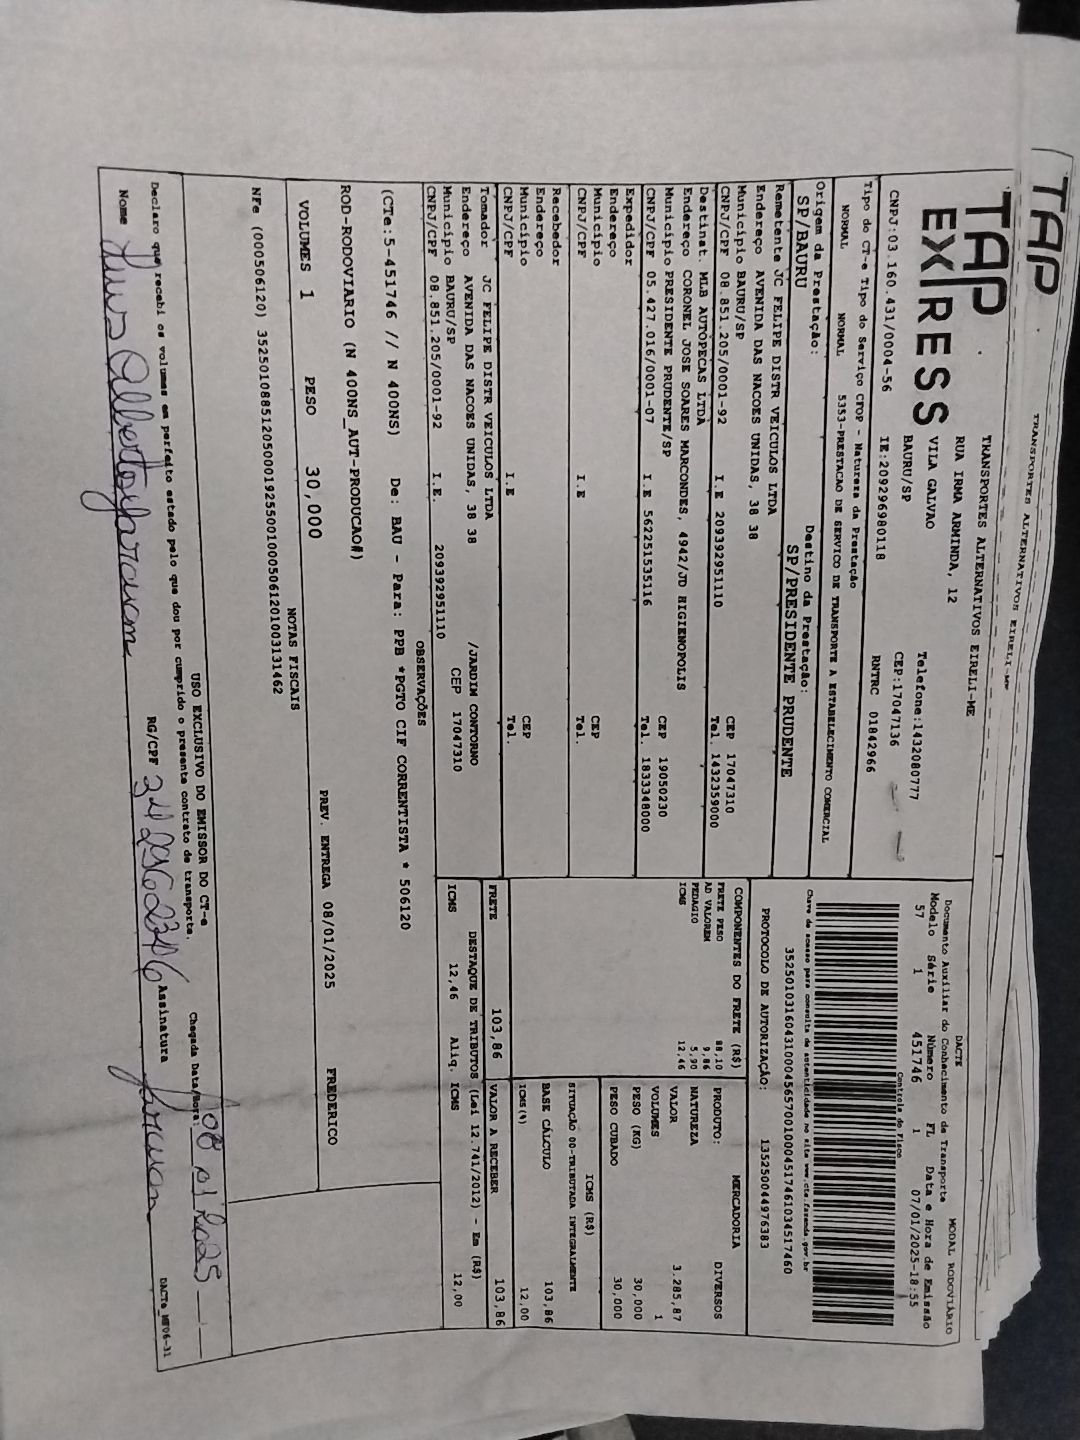 TAP
TRANSPORTES ALTERNATIVOS EIRELI-ME
TAP
EXPRESS
TRANSPORTES ALTERNATIVOS EIRELI-ME
RUA IRMA ARMINDA, 12
VILA GALVAO
BAURU/SP
Telefone:1432080777
CEP:17047136
CNPJ:03.160.431/0004-56
IE:209296980118
RNTRC 01842966
DACTE
MODAL RODOVIÁRIO
Documento Auxiliar do Conhecimento de Transporte
Modelo Série Número FL Data e Hora de Emissão
57 1 451746 1 07/01/2025-18:55
Controle do Fisco
Chave de acesso para consulta de autenticidade no site www.cte.fazenda.gov.br
35250103160431000456570010004517461034517460
PROTOCOLO DE AUTORIZAÇÃO: 135250044976383
Tipo do CT-e Tipo do Serviço CFOP - Natureza da Prestação
NORMAL NORMAL 5353-PRESTACAO DE SERVICO DE TRANSPORTE A ESTABELECIMENTO COMERCIAL
Origem da Prestação: Destino da Prestação:
SP/BAURU SP/PRESIDENTE PRUDENTE
Remetente JC FELIPE DISTR VEICULOS LTDA
Endereço AVENIDA DAS NACOES UNIDAS, 38 38
Município BAURU/SP CEP 17047310
CNPJ/CPF 08.851.205/0001-92 I.E 209392951110 Tel. 1432359000
Destinat. MLB AUTOPECAS LTDA
Endereço CORONEL JOSE SOARES MARCONDES, 4942/JD HIGIENOPOLIS
Município PRESIDENTE PRUDENTE/SP CEP 19050230
CNPJ/CPF 05.427.016/0001-07 I.E 562251535116 Tel. 1833348000
Expedidor
Endereço
Município CEP
CNPJ/CPF I.E Tel.
Recebedor
Endereço
Município CEP
CNPJ/CPF I.E Tel.
Tomador JC FELIPE DISTR VEICULOS LTDA
Endereço AVENIDA DAS NACOES UNIDAS, 38 38 /JARDIM CONTORNO
Município BAURU/SP CEP 17047310
CNPJ/CPF 08.851.205/0001-92 I.E. 209392951110
COMPONENTES DO FRETE (R$)
FRETE PESO 88,10
AD VALOREM 9,86
PEDAGIO 5,90
ICMS 12,46
MERCADORIA
PRODUTO: DIVERSOS
NATUREZA
VALOR 3.285,87
VOLUMES 1
PESO (KG) 30,000
PESO CUBADO 30,000
ICMS (R$)
SITUAÇÃO 00-TRIBUTADA INTEGRALMENTE
BASE CÁLCULO 103,86
ICMS(%) 12,00
FRETE 103,86 VALOR A RECEBER 103,86
DESTAQUE DE TRIBUTOS (Lei 12.741/2012) - Em (R$)
ICMS 12,46 Aliq. ICMS 12,00
OBSERVAÇÕES
(CTe:5-451746 // N 400NS) De: BAU - Para: PPB *PGTO CIF CORRENTISTA * 506120
ROD-RODOVIARIO (N 400NS_AUT-PRODUCAO#)
VOLUMES 1 PESO 30,000 PREV. ENTREGA 08/01/2025 FREDERICO
NOTAS FISCAIS
NFe (000506120) 35250108851205000192550010005061201003131462
USO EXCLUSIVO DO EMISSOR DO CT-e
Declaro que recebi os volumes em perfeito estado pelo que dou por cumprido o presente contrato de transporte.
Chegada Data/Hora: 08 01 2025
Nome Luis Alberto RG/CPF Assinatura